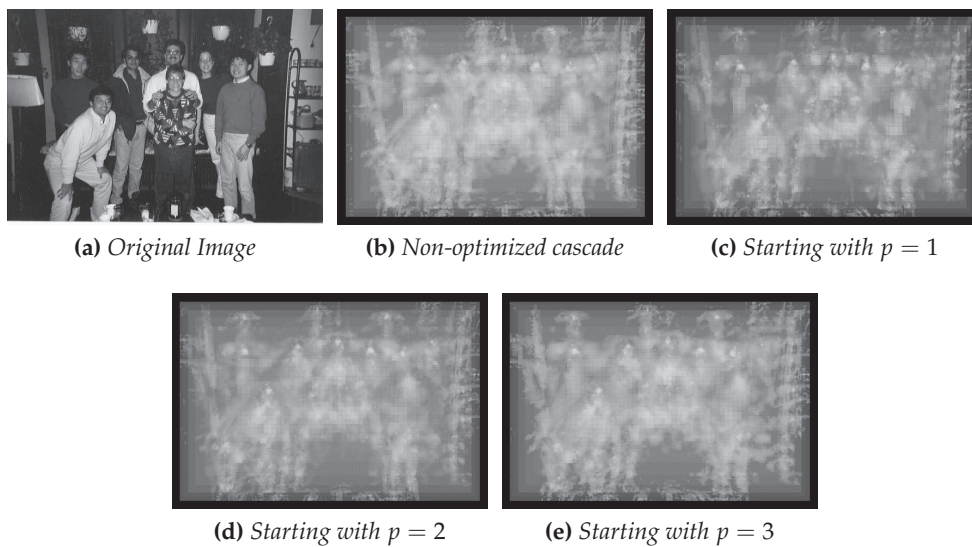 (a) Original Image
(b) Non-optimized cascade
(c) Starting with p = 1
(d) Starting with p = 2
(e) Starting with p = 3